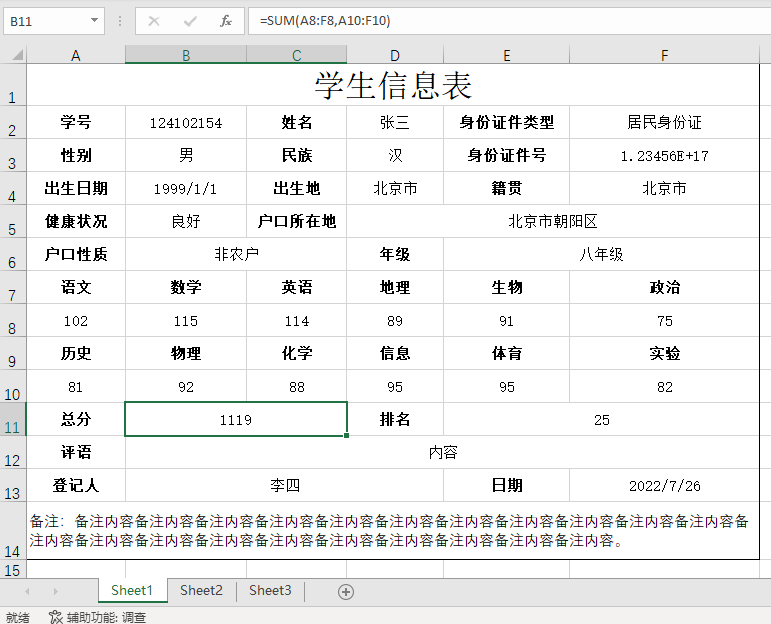 B11 fx =SUM(A8:F8,A10:F10)
A B C D E F
1 学生信息表
2 学号 124102154 姓名 张三 身份证件类型 居民身份证
3 性别 男 民族 汉 身份证件号 1.23456E+17
4 出生日期 1999/1/1 出生地 北京市 籍贯 北京市
5 健康状况 良好 户口所在地 北京市朝阳区
6 户口性质 非农户 年级 八年级
7 语文 数学 英语 地理 生物 政治
8 102 115 114 89 91 75
9 历史 物理 化学 信息 体育 实验
10 81 92 88 95 95 82
11 总分 1119 排名 25
12 评语 内容
13 登记人 李四 日期 2022/7/26
备注：备注内容备注内容备注内容备注内容备注内容备注内容备注内容备注内容备注内容备注内容备注内容备
14 注内容备注内容备注内容备注内容备注内容备注内容备注内容备注内容备注内容备注内容。
15
Sheet1 Sheet2 Sheet3
就绪 辅助功能: 调查